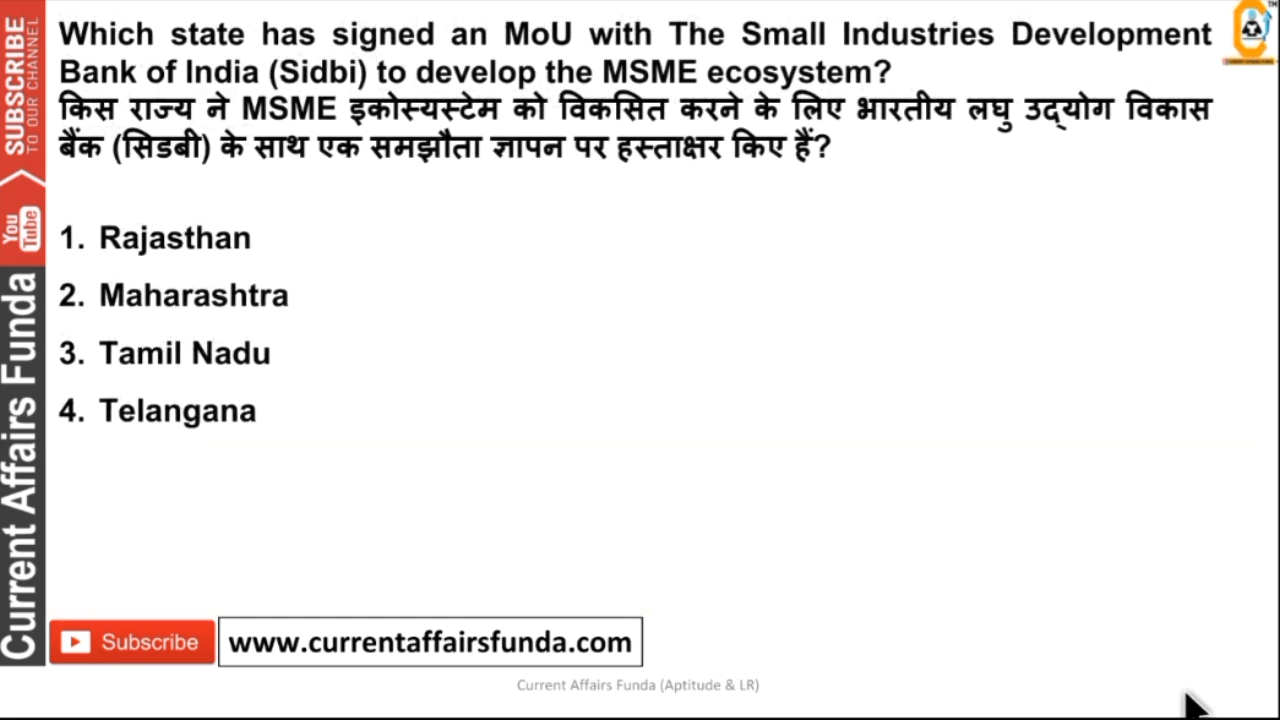 Which state has signed an MoU with The Small Industries Development
Bank of India (Sidbi) to develop the MSME ecosystem?
किस राज्य ने MSME इकोस्यस्टेम को विकसित करने के लिए भारतीय लघु उद्योग विकास
बैंक (सिडबी) के साथ एक समझौता ज्ञापन पर हस्ताक्षर किए हैं?
1. Rajasthan
2. Maharashtra
3. Tamil Nadu
4. Telangana
SUBSCRIBE
TO OUR CHANNEL
You
Tube
Current Affairs Funda
Subscribe
www.currentaffairsfunda.com
Current Affairs Funda (Aptitude & LR)